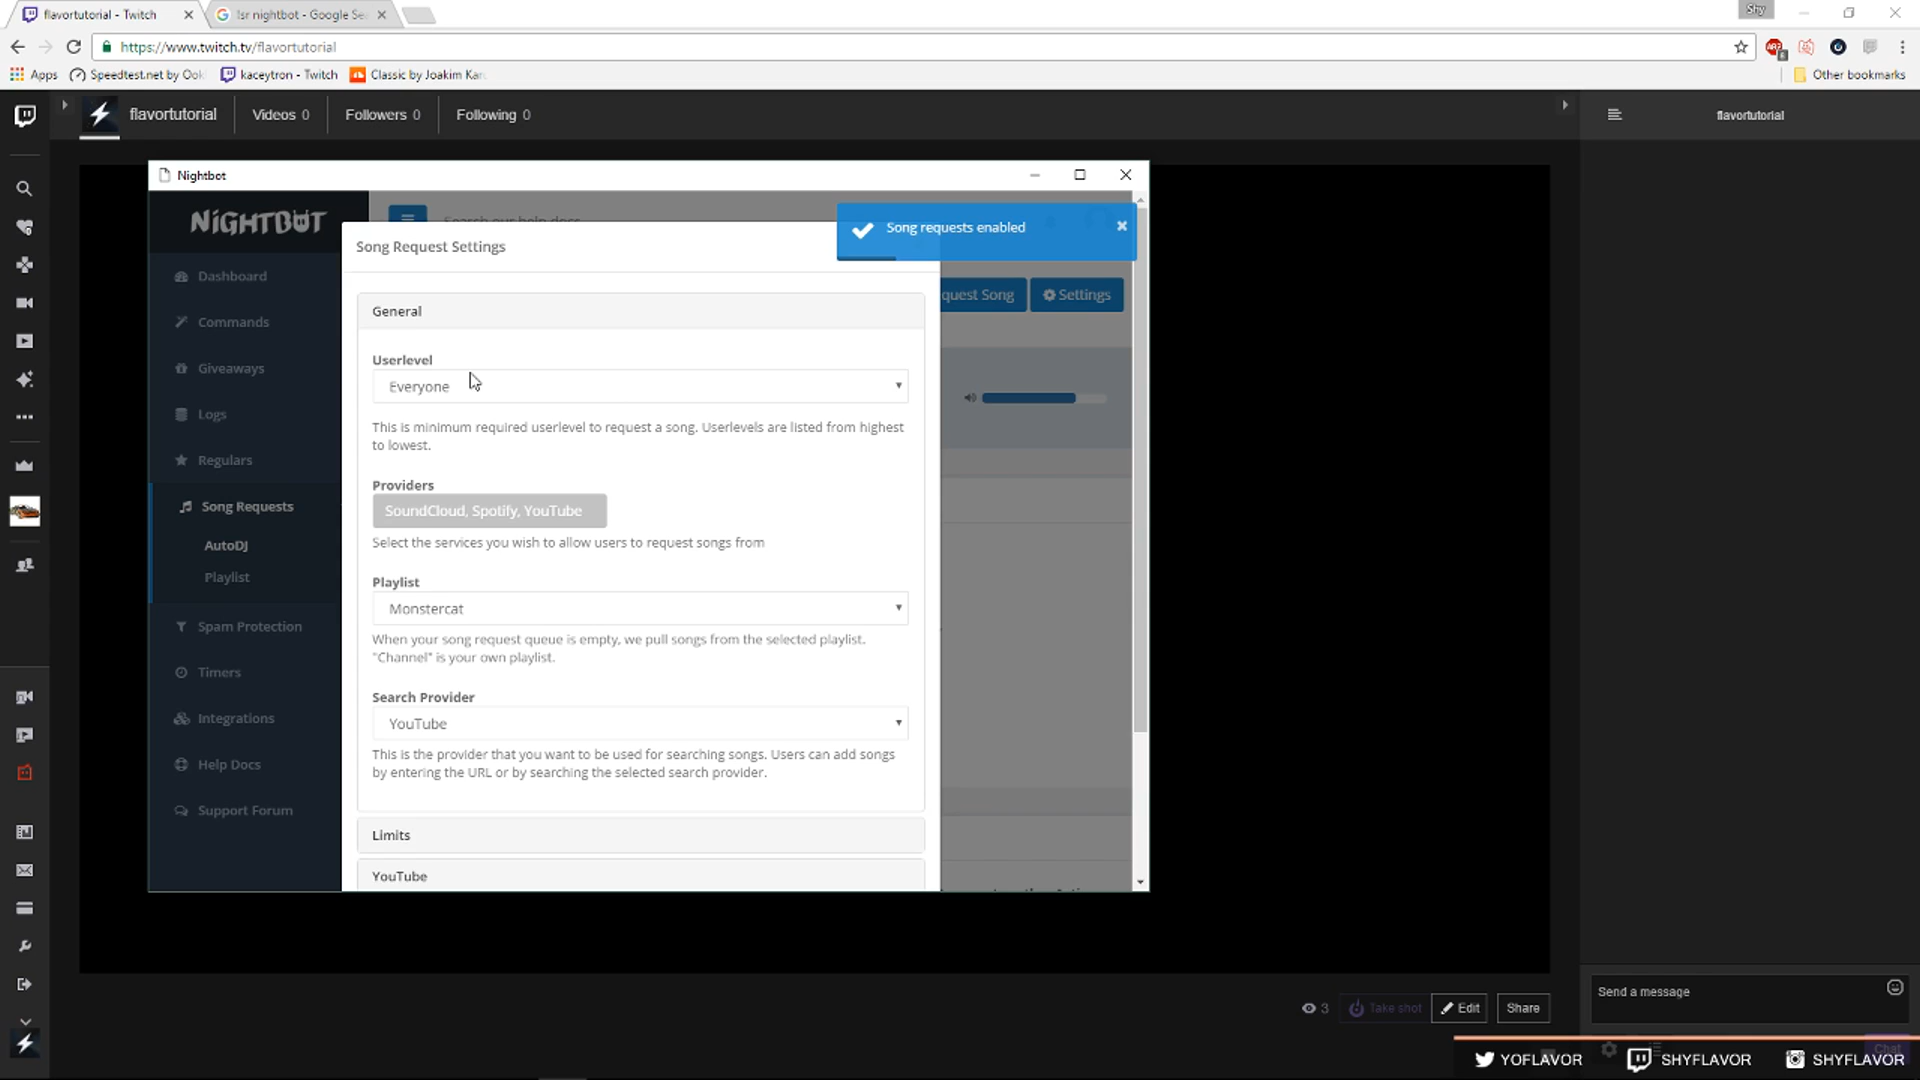 flavortutorial - Twitch
lsr nightbot - Google Se
Shy
https://www.twitch.tv/flavortutorial
Apps
Speedtest.net by Ook
kaceytron - Twitch
Classic by Joakim Kar
Other bookmarks
flavortutorial
Videos 0
Followers 0
Following 0
flavortutorial
Nightbot
NIGHTBOT
Search our help docs
Song requests enabled
Song Request Settings
quest Song
Settings
Dashboard
Commands
Giveaways
Logs
Regulars
Song Requests
AutoDJ
Playlist
Spam Protection
Timers
Integrations
Help Docs
Support Forum
General
Userlevel
Everyone
This is minimum required userlevel to request a song. Userlevels are listed from highest
to lowest.
Providers
SoundCloud, Spotify, YouTube
Select the services you wish to allow users to request songs from
Playlist
Monstercat
When your song request queue is empty, we pull songs from the selected playlist.
"Channel" is your own playlist.
Search Provider
YouTube
This is the provider that you want to be used for searching songs. Users can add songs
by entering the URL or by searching the selected search provider.
Limits
YouTube
3
Take shot
Edit
Share
Send a message
Chat
YOFLAVOR
SHYFLAVOR
SHYFLAVOR